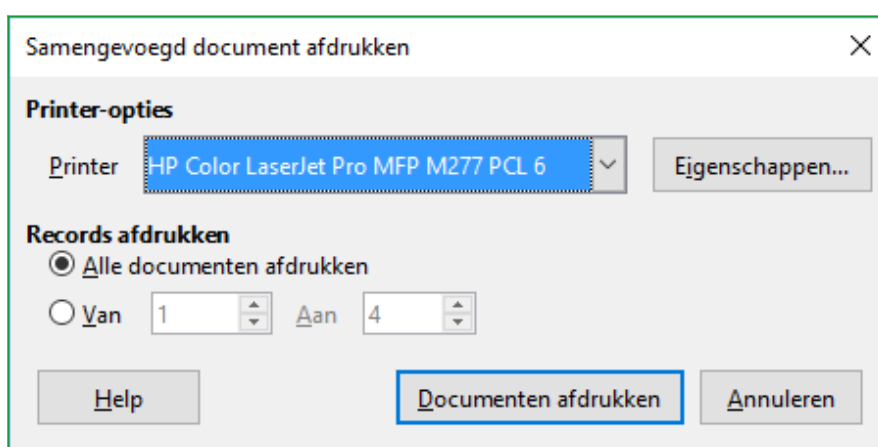 Samengevoegd document afdrukken
Printer-opties
Printer HP Color LaserJet Pro MFP M277 PCL 6 Eigenschappen...
Records afdrukken
Alle documenten afdrukken
Van 1 Aan 4
Help Documenten afdrukken Annuleren